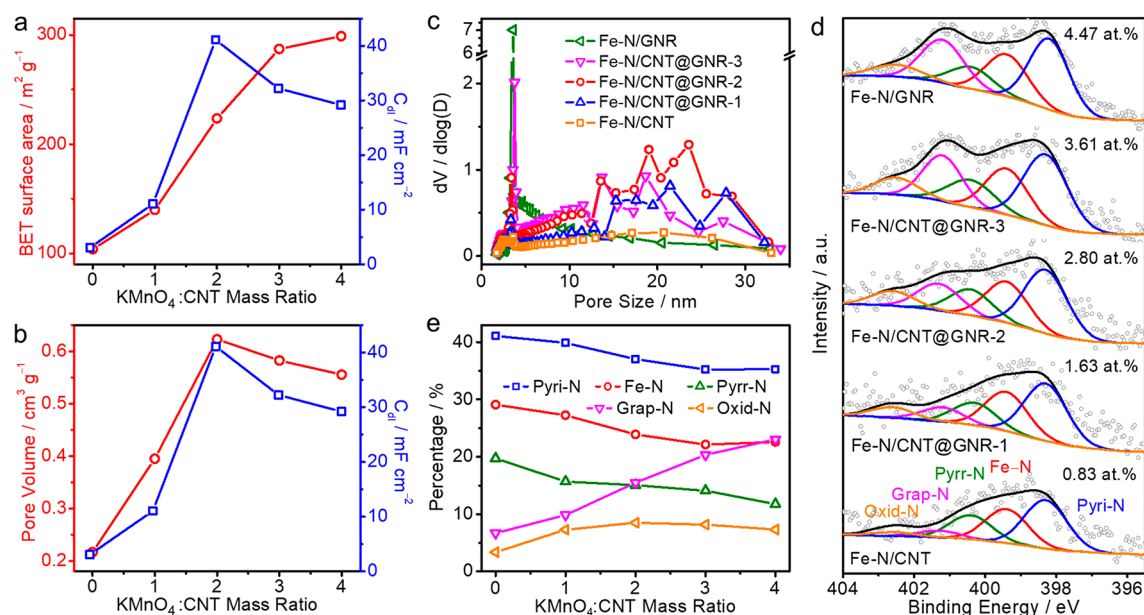 a
BET surface area / m² g⁻¹
300
200
100
40
30
20
10
0
C_dl / mF cm⁻²
0 1 2 3 4
KMnO₄:CNT Mass Ratio
b
Pore Volume / cm³ g⁻¹
0.6
0.5
0.4
0.3
0.2
40
30
20
10
0
C_dl / mF cm⁻²
0 1 2 3 4
KMnO₄:CNT Mass Ratio
c
dV / dlog(D)
7
6
2
1
0
Fe-N/GNR
Fe-N/CNT@GNR-3
Fe-N/CNT@GNR-2
Fe-N/CNT@GNR-1
Fe-N/CNT
0 10 20 30
Pore Size / nm
e
Percentage / %
40
30
20
10
0
Pyri-N Fe-N Pyrr-N
Grap-N Oxid-N
0 1 2 3 4
KMnO₄:CNT Mass Ratio
d
Intensity / a.u.
4.47 at.%
Fe-N/GNR
3.61 at.%
Fe-N/CNT@GNR-3
2.80 at.%
Fe-N/CNT@GNR-2
1.63 at.%
Fe-N/CNT@GNR-1
0.83 at.%
Pyrr-N Fe–N
Grap-N Pyri-N
Oxid-N
Fe-N/CNT
404 402 400 398 396
Binding Energy / eV